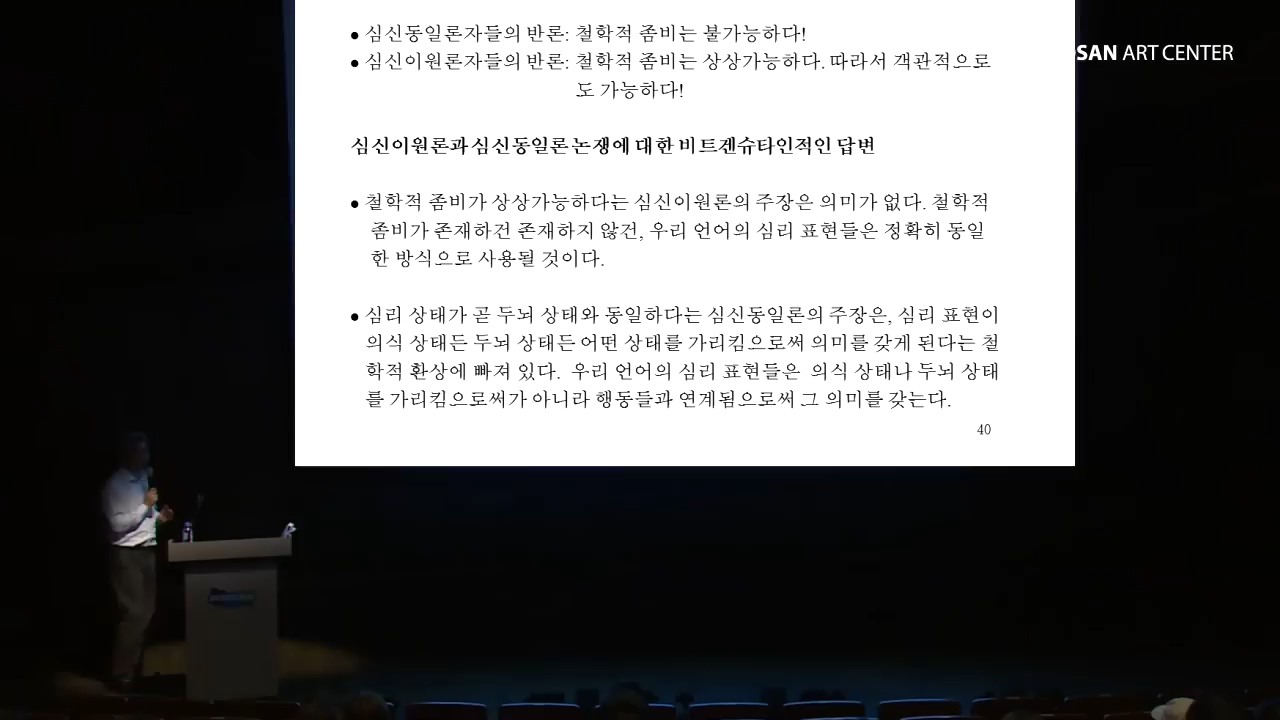 SAN ART CENTER
● 심신동일론자들의 반론: 철학적 좀비는 불가능하다!
● 심신이원론자들의 반론: 철학적 좀비는 상상가능하다. 따라서 객관적으로
도 가능하다!
심신이원론과 심신동일론 논쟁에 대한 비트겐슈타인적인 답변
● 철학적 좀비가 상상가능하다는 심신이원론의 주장은 의미가 없다. 철학적
좀비가 존재하건 존재하지 않건, 우리 언어의 심리 표현들은 정확히 동일
한 방식으로 사용될 것이다.
● 심리 상태가 곧 두뇌 상태와 동일하다는 심신동일론의 주장은, 심리 표현이
의식 상태든 두뇌 상태든 어떤 상태를 가리킴으로써 의미를 갖게 된다는 철
학적 환상에 빠져 있다. 우리 언어의 심리 표현들은 의식 상태나 두뇌 상태
를 가리킴으로써가 아니라 행동들과 연계됨으로써 그 의미를 갖는다.
40